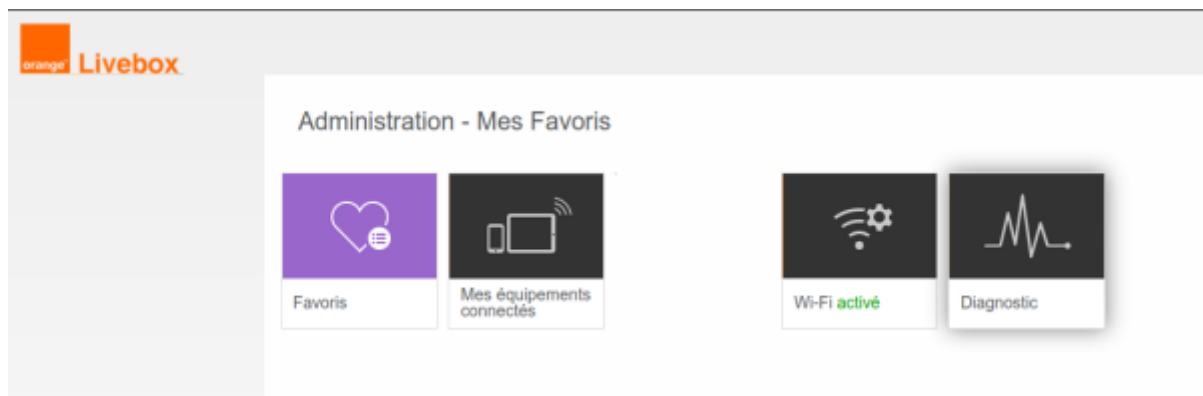 orange
Livebox
Administration - Mes Favoris
Favoris
Mes équipements
connectés
Wi-Fi activé
Diagnostic